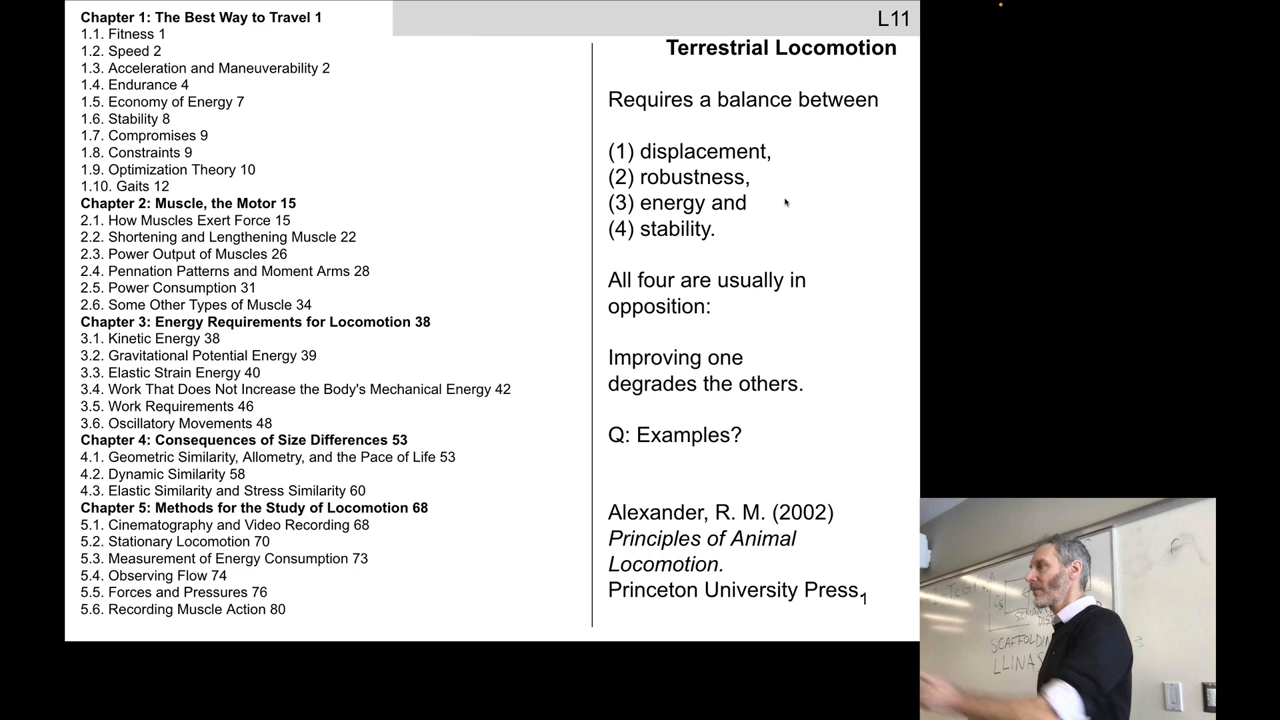 Chapter 1: The Best Way to Travel 1
1.1. Fitness 1
1.2. Speed 2
1.3. Acceleration and Maneuverability 2
1.4. Endurance 4
1.5. Economy of Energy 7
1.6. Stability 8
1.7. Compromises 9
1.8. Constraints 9
1.9. Optimization Theory 10
1.10. Gaits 12
Chapter 2: Muscle, the Motor 15
2.1. How Muscles Exert Force 15
2.2. Shortening and Lengthening Muscle 22
2.3. Power Output of Muscles 26
2.4. Pennation Patterns and Moment Arms 28
2.5. Power Consumption 31
2.6. Some Other Types of Muscle 34
Chapter 3: Energy Requirements for Locomotion 38
3.1. Kinetic Energy 38
3.2. Gravitational Potential Energy 39
3.3. Elastic Strain Energy 40
3.4. Work That Does Not Increase the Body's Mechanical Energy 42
3.5. Work Requirements 46
3.6. Oscillatory Movements 48
Chapter 4: Consequences of Size Differences 53
4.1. Geometric Similarity, Allometry, and the Pace of Life 53
4.2. Dynamic Similarity 58
4.3. Elastic Similarity and Stress Similarity 60
Chapter 5: Methods for the Study of Locomotion 68
5.1. Cinematography and Video Recording 68
5.2. Stationary Locomotion 70
5.3. Measurement of Energy Consumption 73
5.4. Observing Flow 74
5.5. Forces and Pressures 76
5.6. Recording Muscle Action 80
L11
Terrestrial Locomotion
Requires a balance between
(1) displacement,
(2) robustness,
(3) energy and
(4) stability.
All four are usually in
opposition:
Improving one
degrades the others.
Q: Examples?
Alexander, R. M. (2002)
Principles of Animal
Locomotion.
Princeton University Press.
1
LLINAS